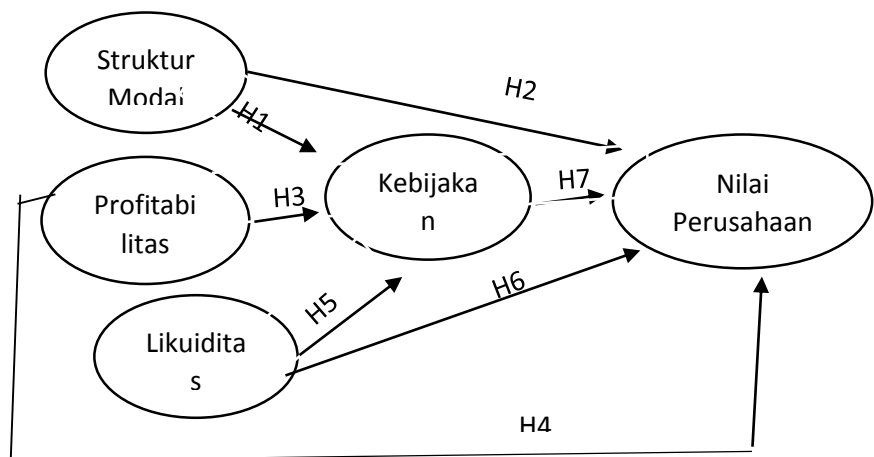 Struktur
Modal
H2
H1
Kebijaka
n
H7
Nilai
Perusahaan
Profitabi
litas
H3
H5
H6
Likuidita
s
H4